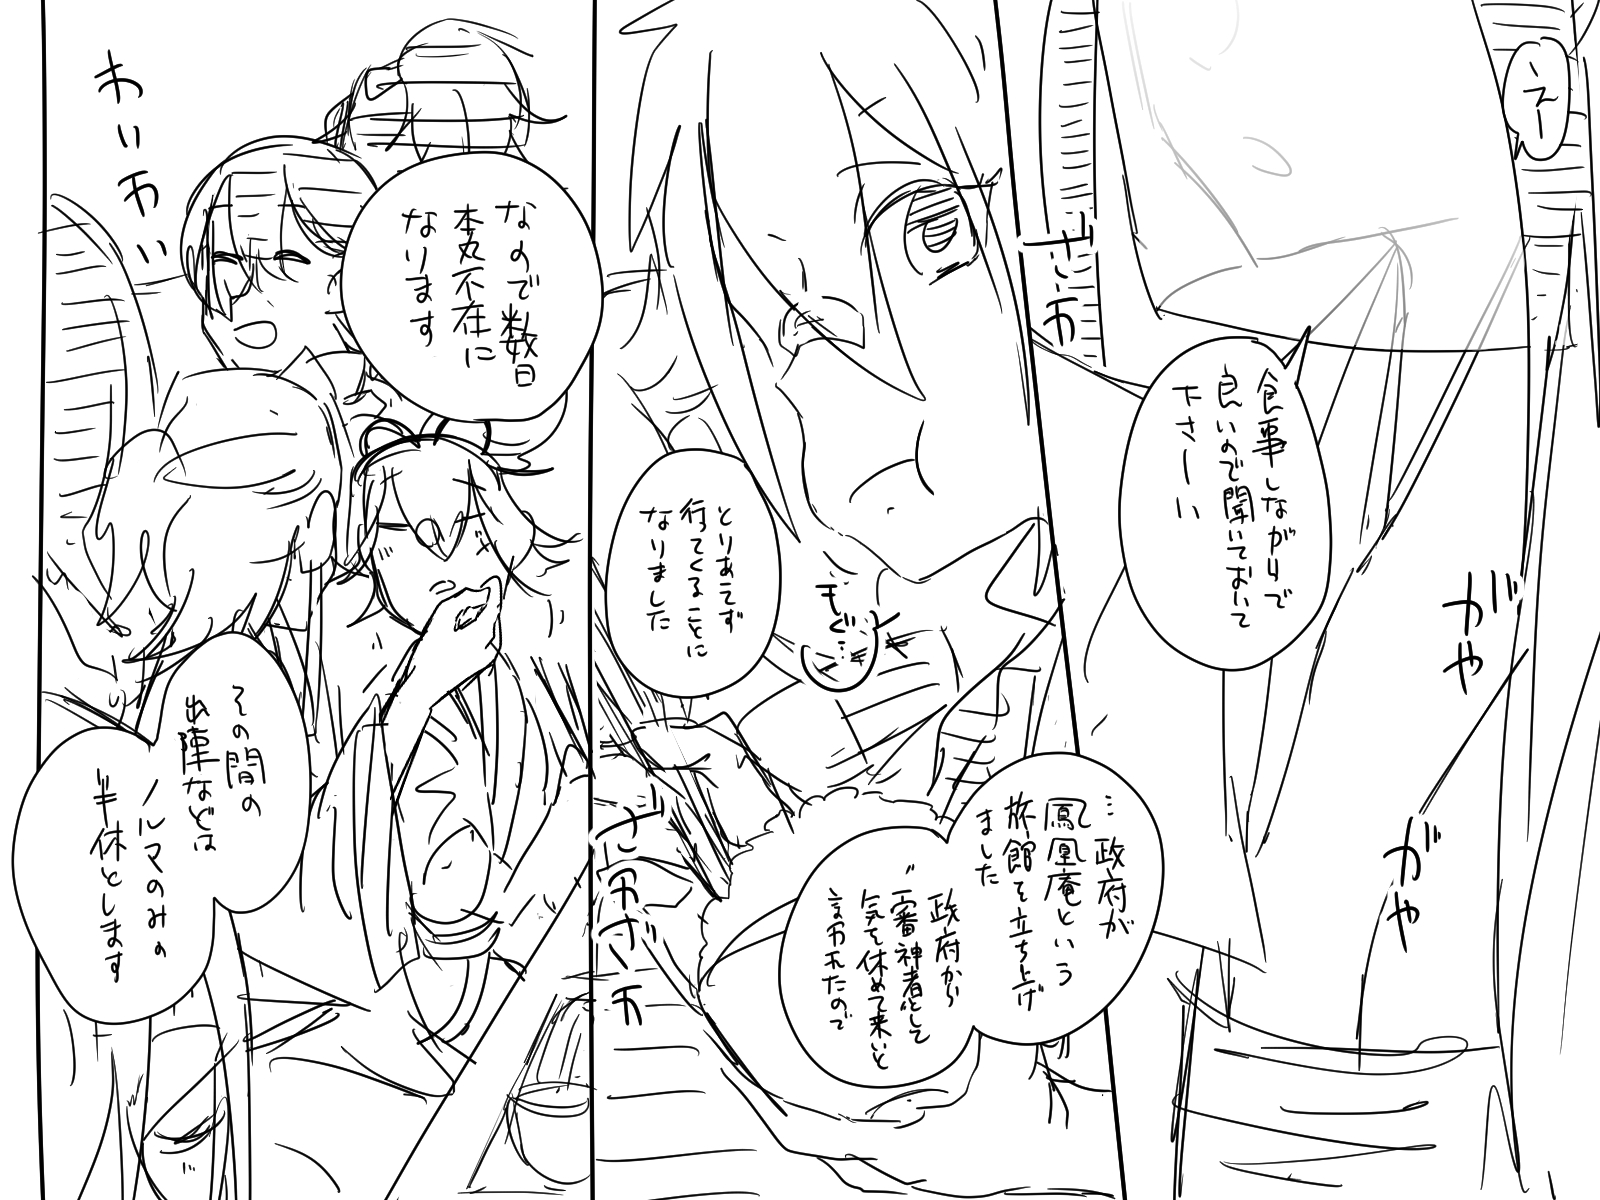 えー
食事しながらで
良いので聞いておいて
下さーい
ガヤ
ガヤ
ざわ
…政府が
鳳凰庵という
旅館を立ち上げ
ました
政府から
"審神者として
気を休めて来いと
言われたので
とりあえず
行ってくることに
なりました
もぐ…
ざわざわ
なので数日
本丸不在に
なります
わいわい
その間の
出陣などは
ノルマのみの
半休とします